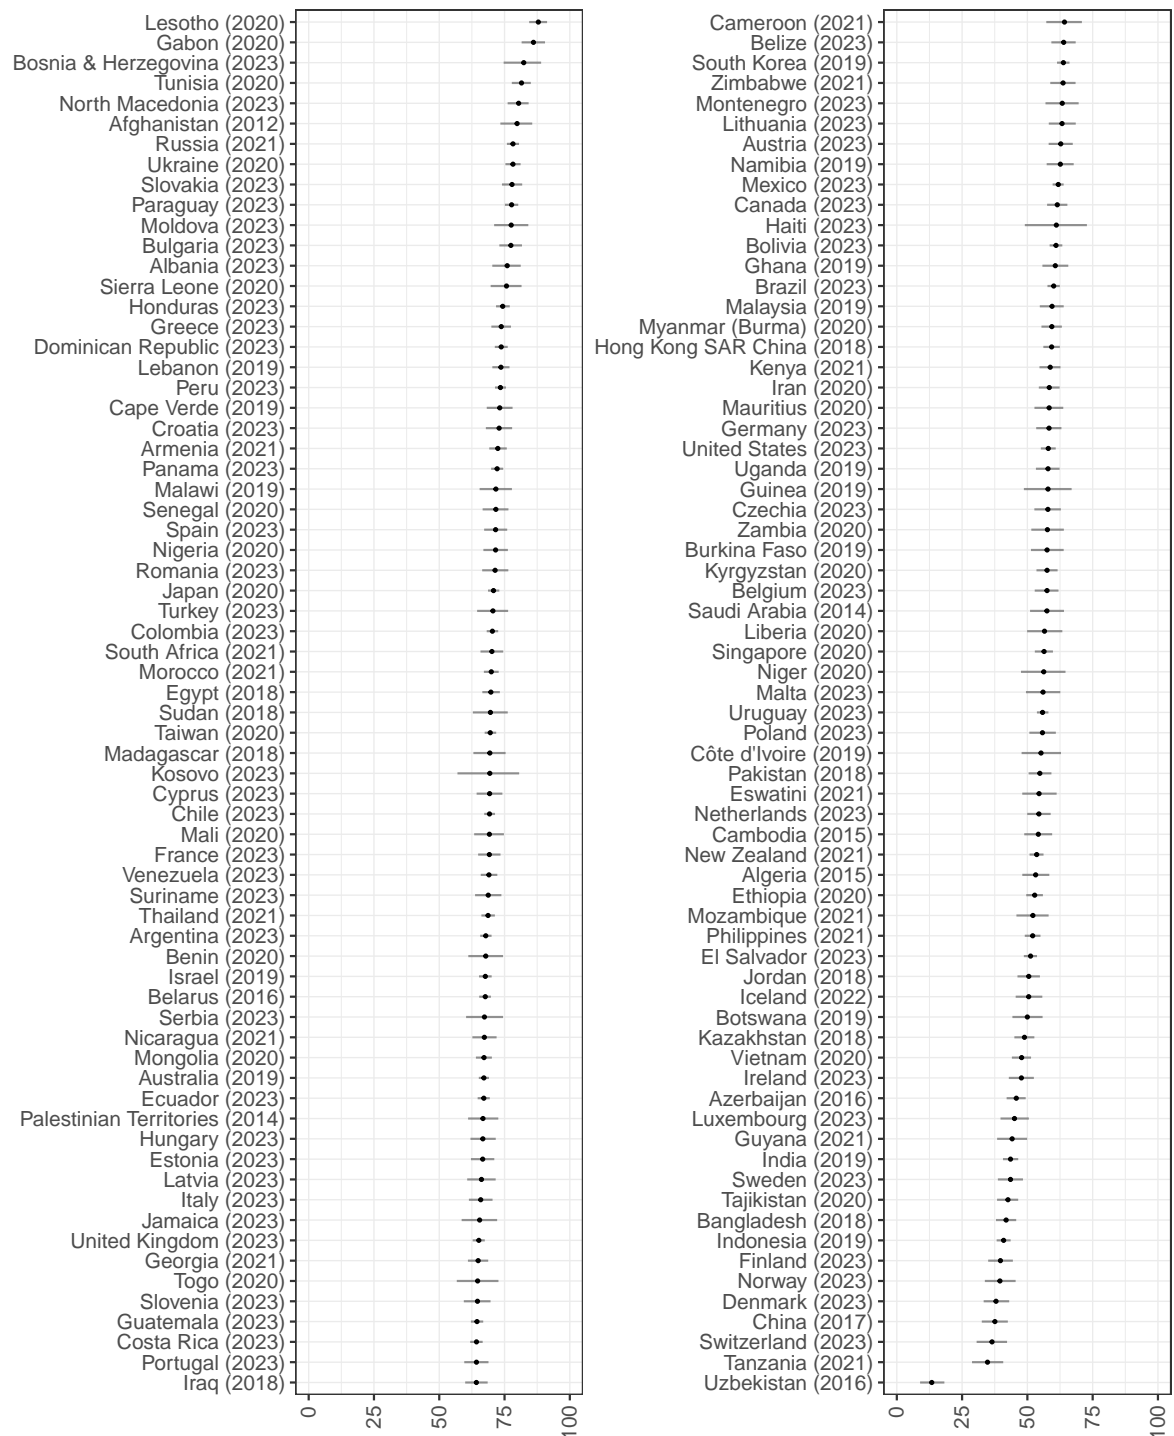 Lesotho (2020)
Gabon (2020)
Bosnia & Herzegovina (2023)
Tunisia (2020)
North Macedonia (2023)
Afghanistan (2012)
Russia (2021)
Ukraine (2020)
Slovakia (2023)
Paraguay (2023)
Moldova (2023)
Bulgaria (2023)
Albania (2023)
Sierra Leone (2020)
Honduras (2023)
Greece (2023)
Dominican Republic (2023)
Lebanon (2019)
Peru (2023)
Cape Verde (2019)
Croatia (2023)
Armenia (2021)
Panama (2023)
Malawi (2019)
Senegal (2020)
Spain (2023)
Nigeria (2020)
Romania (2023)
Japan (2020)
Turkey (2023)
Colombia (2023)
South Africa (2021)
Morocco (2021)
Egypt (2018)
Sudan (2018)
Taiwan (2020)
Madagascar (2018)
Kosovo (2023)
Cyprus (2023)
Chile (2023)
Mali (2020)
France (2023)
Venezuela (2023)
Suriname (2023)
Thailand (2021)
Argentina (2023)
Benin (2020)
Israel (2019)
Belarus (2016)
Serbia (2023)
Nicaragua (2021)
Mongolia (2020)
Australia (2019)
Ecuador (2023)
Palestinian Territories (2014)
Hungary (2023)
Estonia (2023)
Latvia (2023)
Italy (2023)
Jamaica (2023)
United Kingdom (2023)
Georgia (2021)
Togo (2020)
Slovenia (2023)
Guatemala (2023)
Costa Rica (2023)
Portugal (2023)
Iraq (2018)
0
25
50
75
100
Cameroon (2021)
Belize (2023)
South Korea (2019)
Zimbabwe (2021)
Montenegro (2023)
Lithuania (2023)
Austria (2023)
Namibia (2019)
Mexico (2023)
Canada (2023)
Haiti (2023)
Bolivia (2023)
Ghana (2019)
Brazil (2023)
Malaysia (2019)
Myanmar (Burma) (2020)
Hong Kong SAR China (2018)
Kenya (2021)
Iran (2020)
Mauritius (2020)
Germany (2023)
United States (2023)
Uganda (2019)
Guinea (2019)
Czechia (2023)
Zambia (2020)
Burkina Faso (2019)
Kyrgyzstan (2020)
Belgium (2023)
Saudi Arabia (2014)
Liberia (2020)
Singapore (2020)
Niger (2020)
Malta (2023)
Uruguay (2023)
Poland (2023)
Côte d'Ivoire (2019)
Pakistan (2018)
Eswatini (2021)
Netherlands (2023)
Cambodia (2015)
New Zealand (2021)
Algeria (2015)
Ethiopia (2020)
Mozambique (2021)
Philippines (2021)
El Salvador (2023)
Jordan (2018)
Iceland (2022)
Botswana (2019)
Kazakhstan (2018)
Vietnam (2020)
Ireland (2023)
Azerbaijan (2016)
Luxembourg (2023)
Guyana (2021)
India (2019)
Sweden (2023)
Tajikistan (2020)
Bangladesh (2018)
Indonesia (2019)
Finland (2023)
Norway (2023)
Denmark (2023)
China (2017)
Switzerland (2023)
Tanzania (2021)
Uzbekistan (2016)
0
25
50
75
100